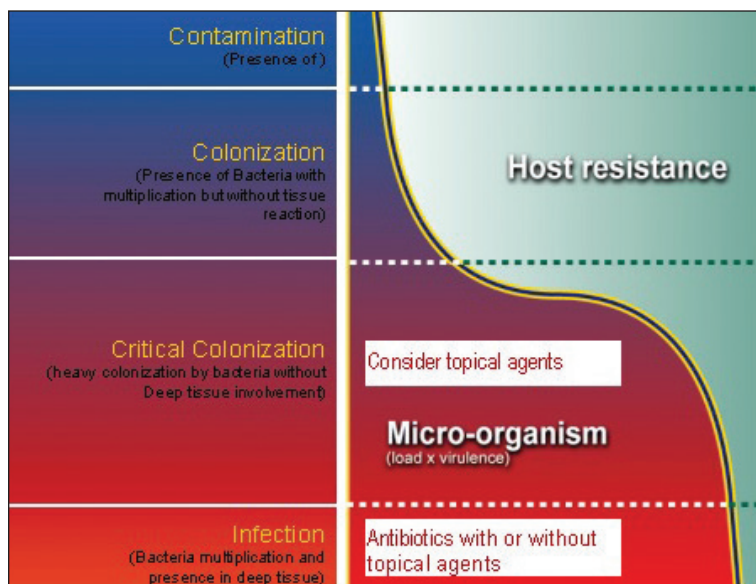 Contamination
(Presence of)
Colonization
(Presence of Bacteria with
multiplication but without tissue
reaction)
Host resistance
Critical Colonization
(heavy colonization by bacteria without
Deep tissue involvement)
Consider topical agents
Micro-organism
(load x virulence)
Infection
(Bacteria multiplication and
presence in deep tissue)
Antibiotics with or without
topical agents